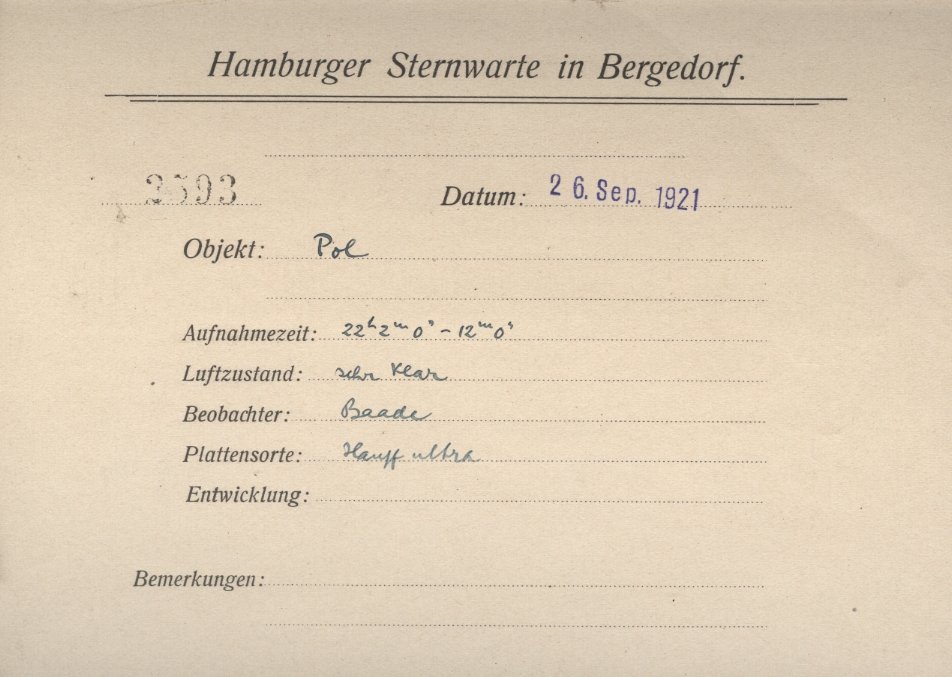 Hamburger Sternwarte in Bergedorf.
2593 Datum: 26. Sep. 1921
Objekt: Pol
Aufnahmezeit: 22ʰ2ᵐ0ˢ – 12ᵐ0ˢ
Luftzustand: sehr klar
Beobachter: Baade
Plattensorte: Hauff ultra
Entwicklung:
Bemerkungen: